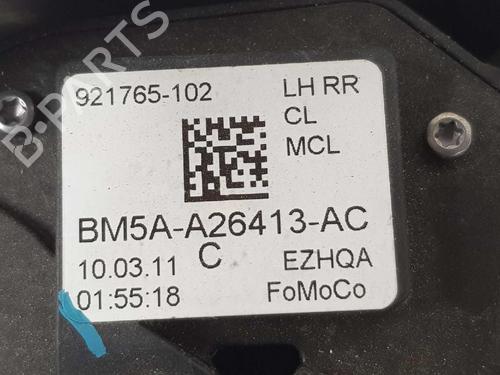 B-PARTS
921765-102 LH RR
CL
MCL
BM5A-A26413-AC
10.03.11 C EZHQA
01:55:18 FoMoCo